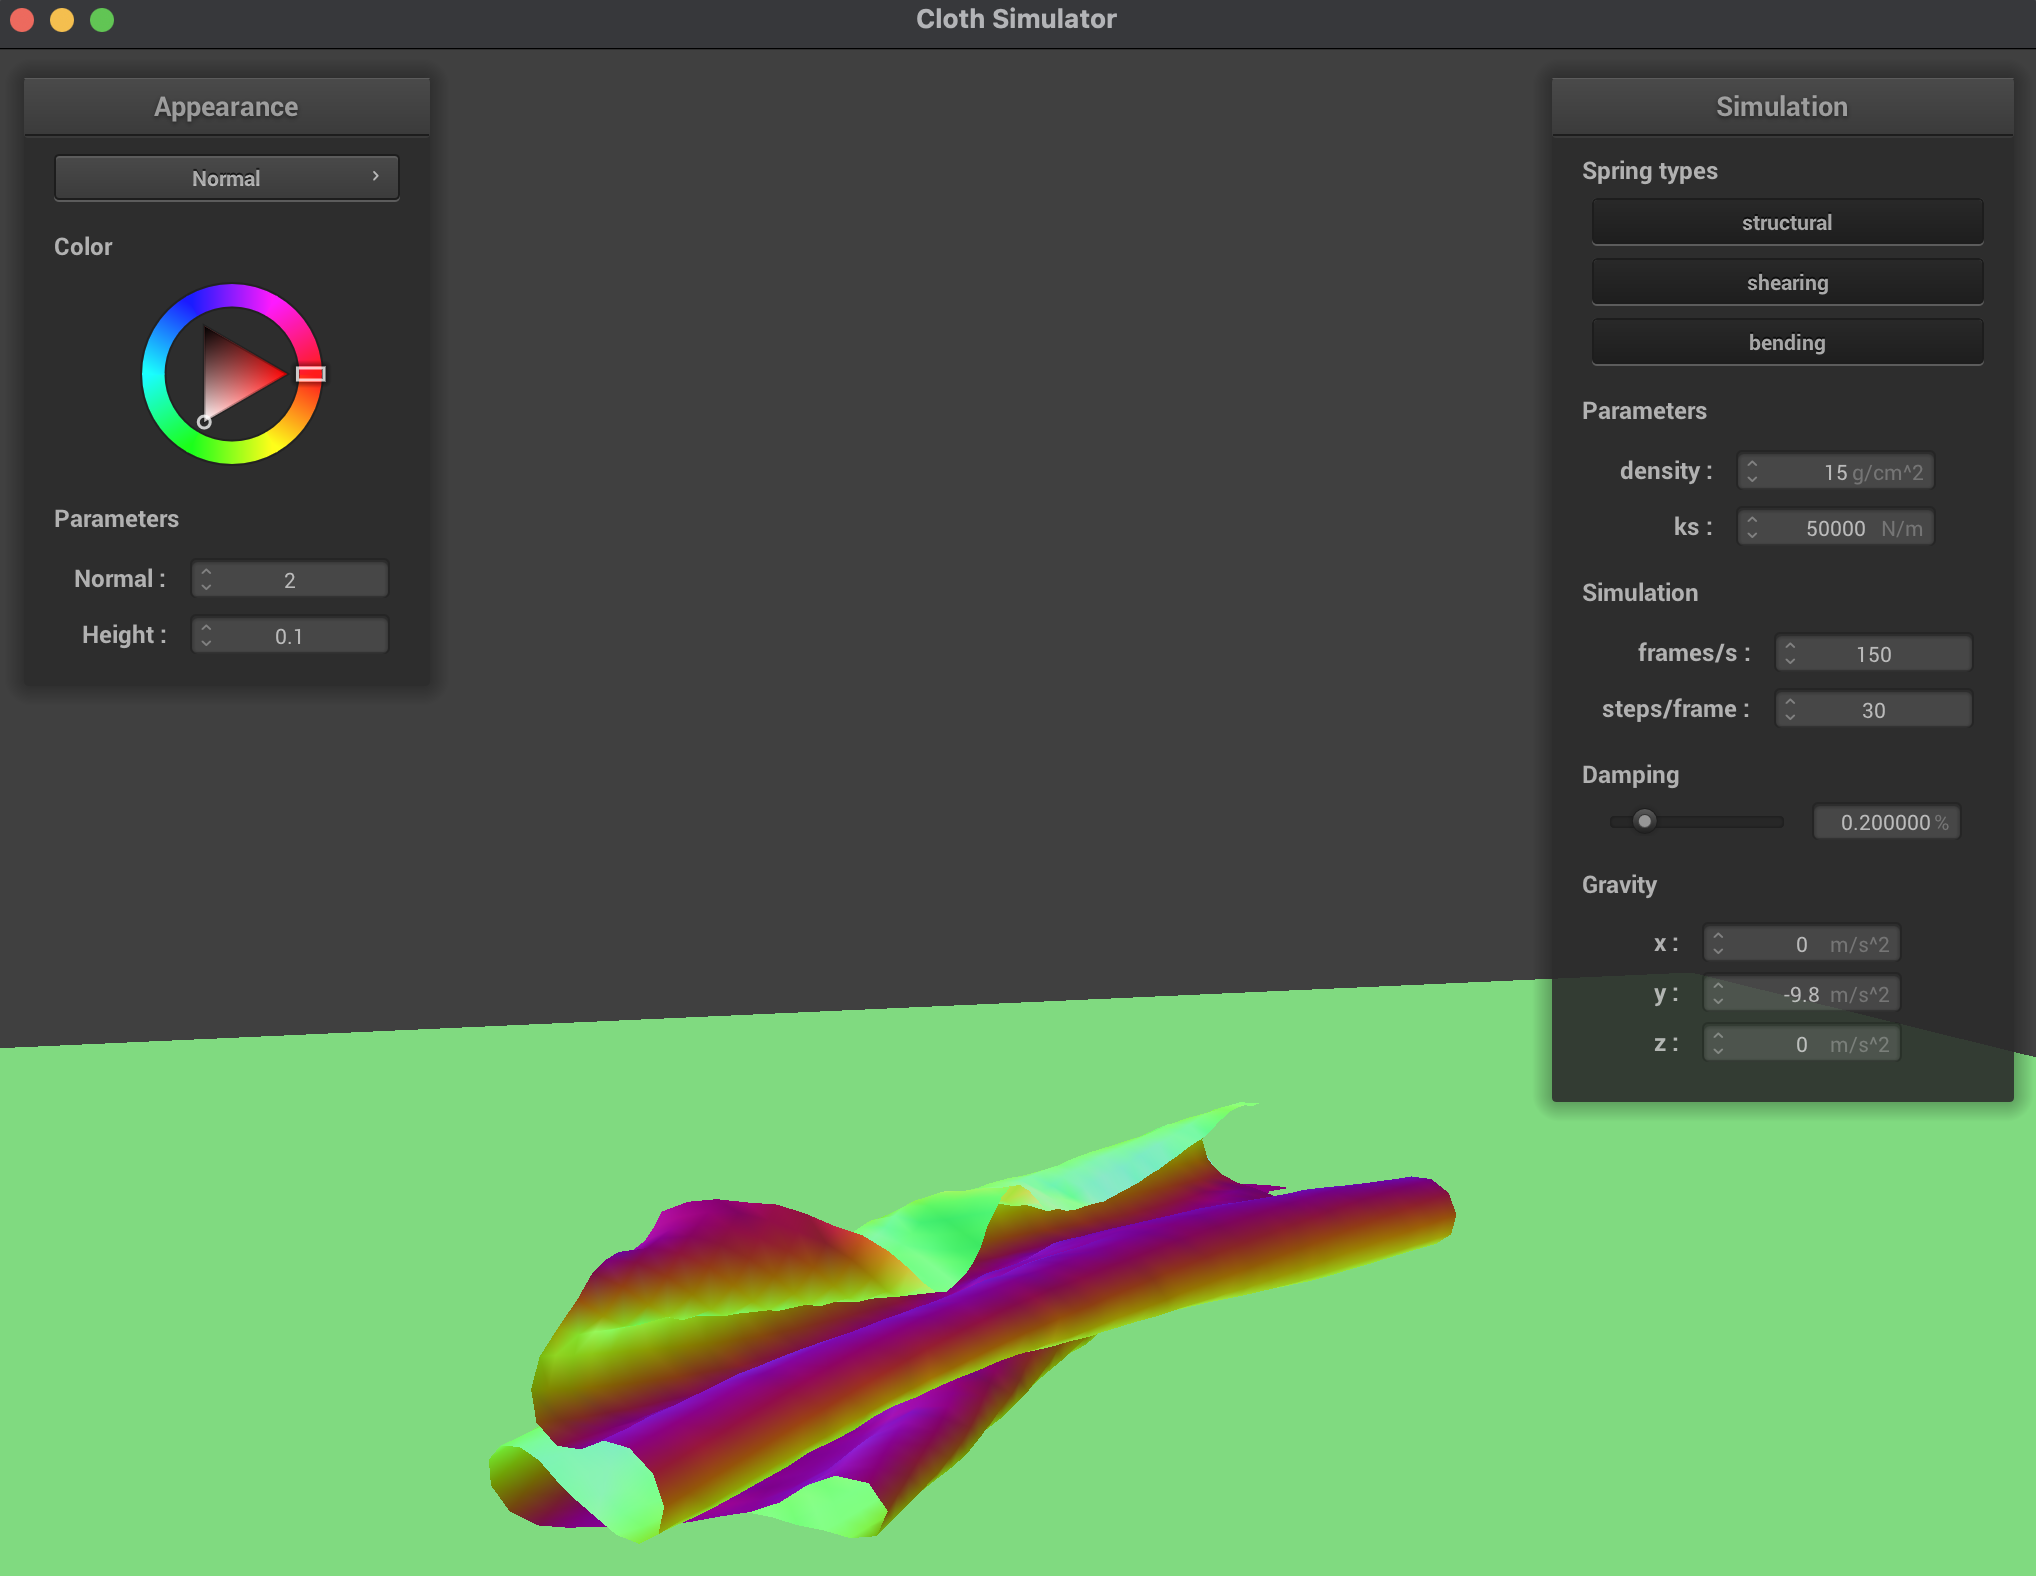 Cloth Simulator
Appearance
Normal
Color
Parameters
Normal : 2
Height : 0.1
Simulation
Spring types
structural
shearing
bending
Parameters
density : 15 g/cm^2
ks : 50000 N/m
Simulation
frames/s : 150
steps/frame : 30
Damping
0.200000 %
Gravity
x : 0 m/s^2
y : -9.8 m/s^2
z : 0 m/s^2